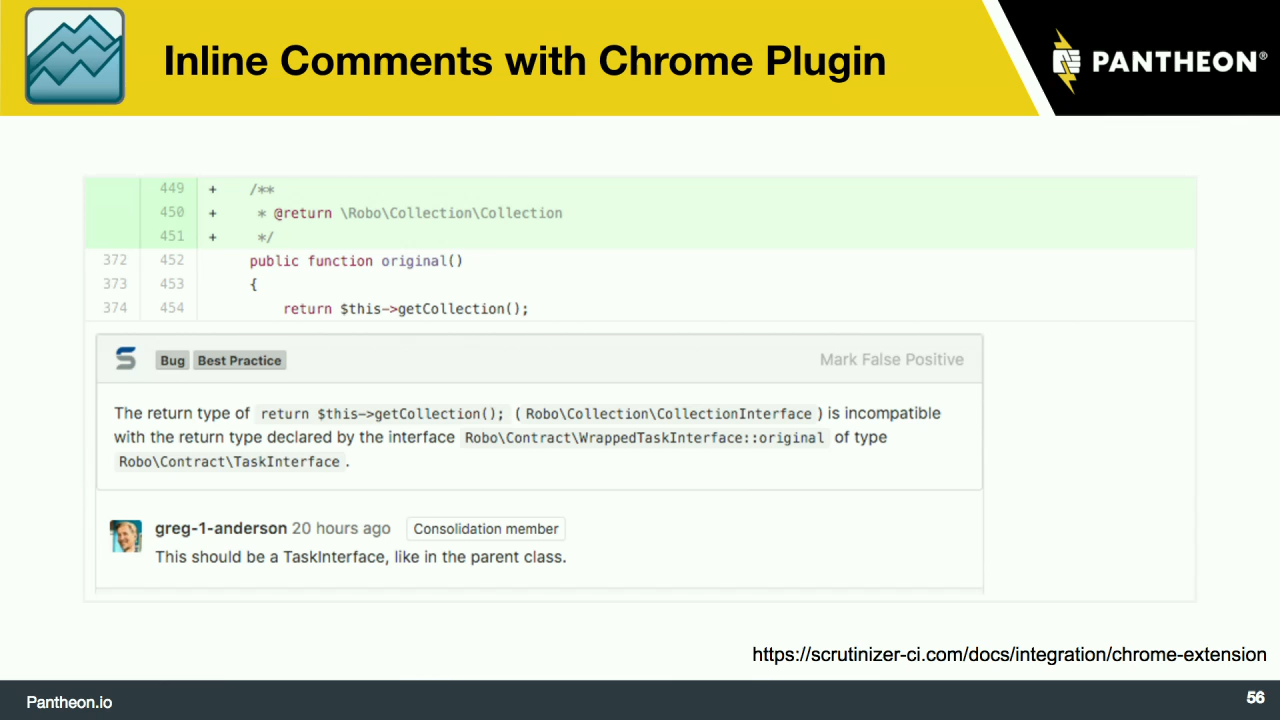 Inline Comments with Chrome Plugin
PANTHEON®
449 + /**
450 + * @return \Robo\Collection\Collection
451 + */
372 452 public function original()
373 453 {
374 454 return $this->getCollection();
S Bug Best Practice Mark False Positive
The return type of return $this->getCollection(); ( Robo\Collection\CollectionInterface ) is incompatible
with the return type declared by the interface Robo\Contract\WrappedTaskInterface::original of type
Robo\Contract\TaskInterface .
greg-1-anderson 20 hours ago Consolidation member
This should be a TaskInterface, like in the parent class.
https://scrutinizer-ci.com/docs/integration/chrome-extension
Pantheon.io
56